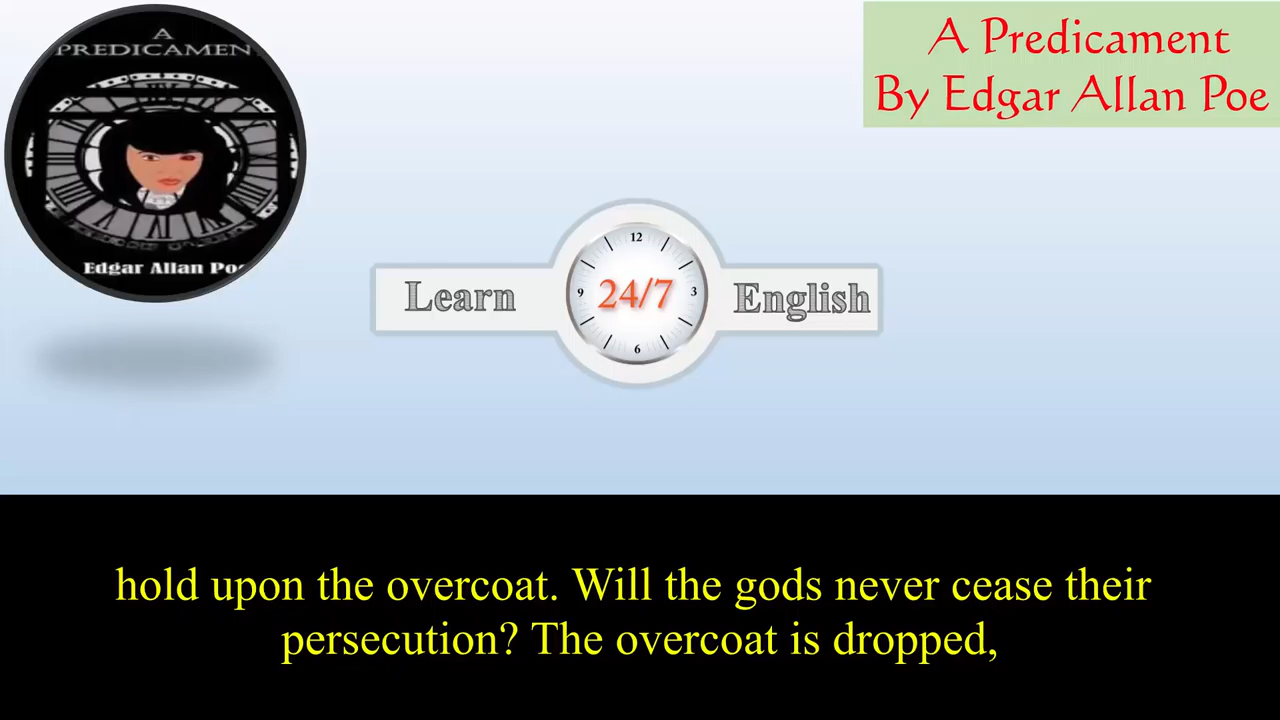 A
PREDICAMEN
Edgar Allan Poe
A Predicament
By Edgar Allan Poe
Learn
24/7
English
12
3
6
9
hold upon the overcoat. Will the gods never cease their
persecution? The overcoat is dropped,